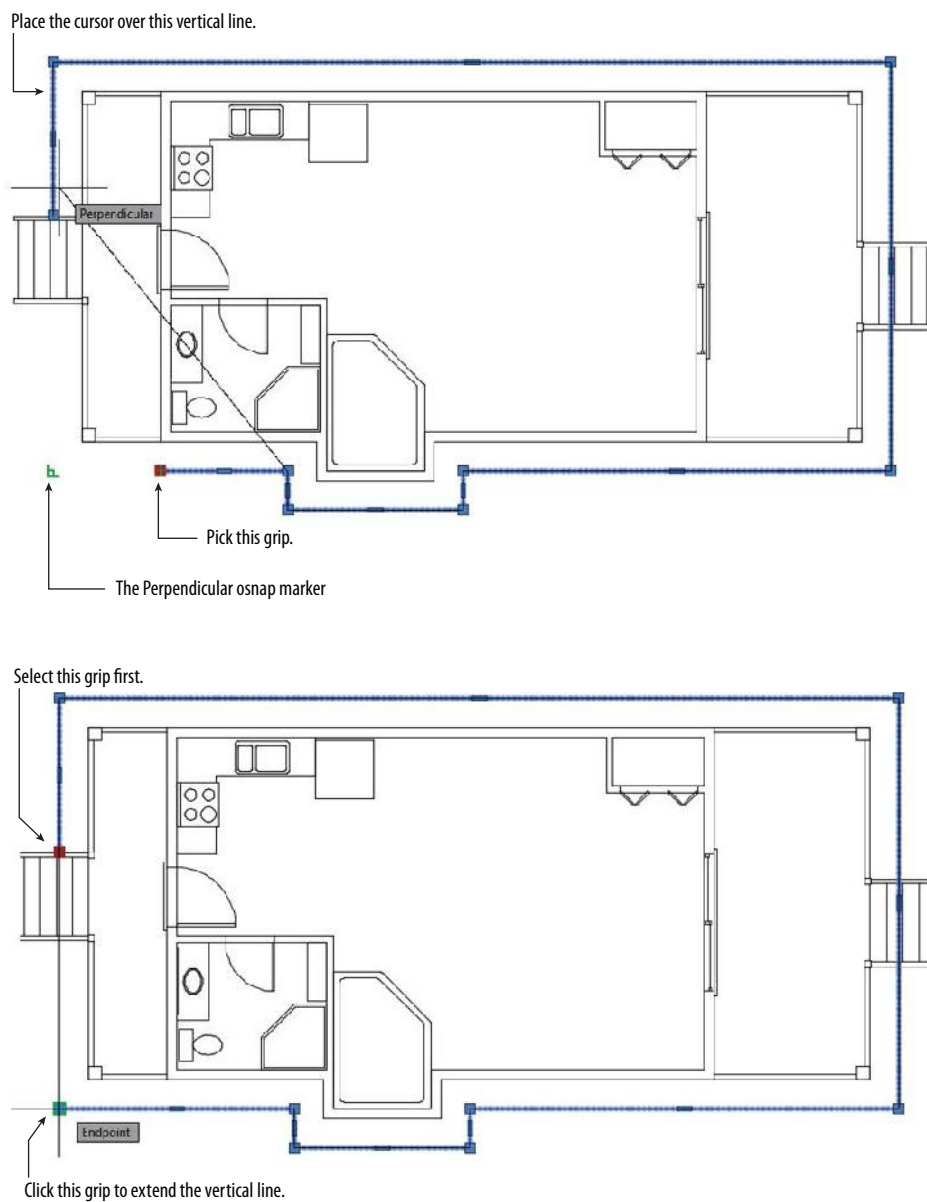 Place the cursor over this vertical line.
Perpendicular
Pick this grip.
The Perpendicular osnap marker
Select this grip first.
Endpoint
Click this grip to extend the vertical line.